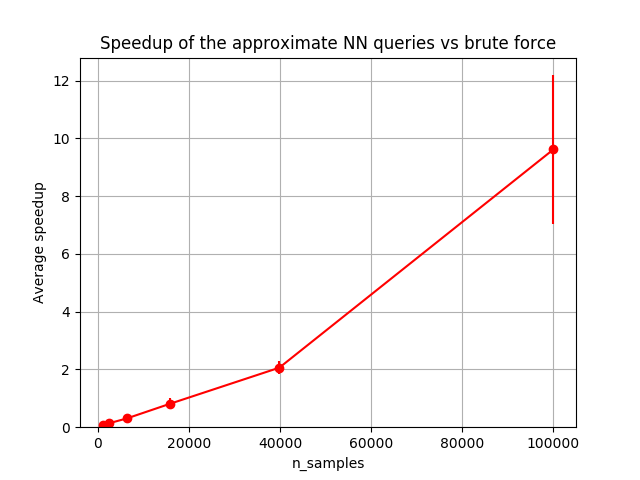 Speedup of the approximate NN queries vs brute force
12
10
8
6
4
2
0
Average speedup
0 20000 40000 60000 80000 100000
n_samples